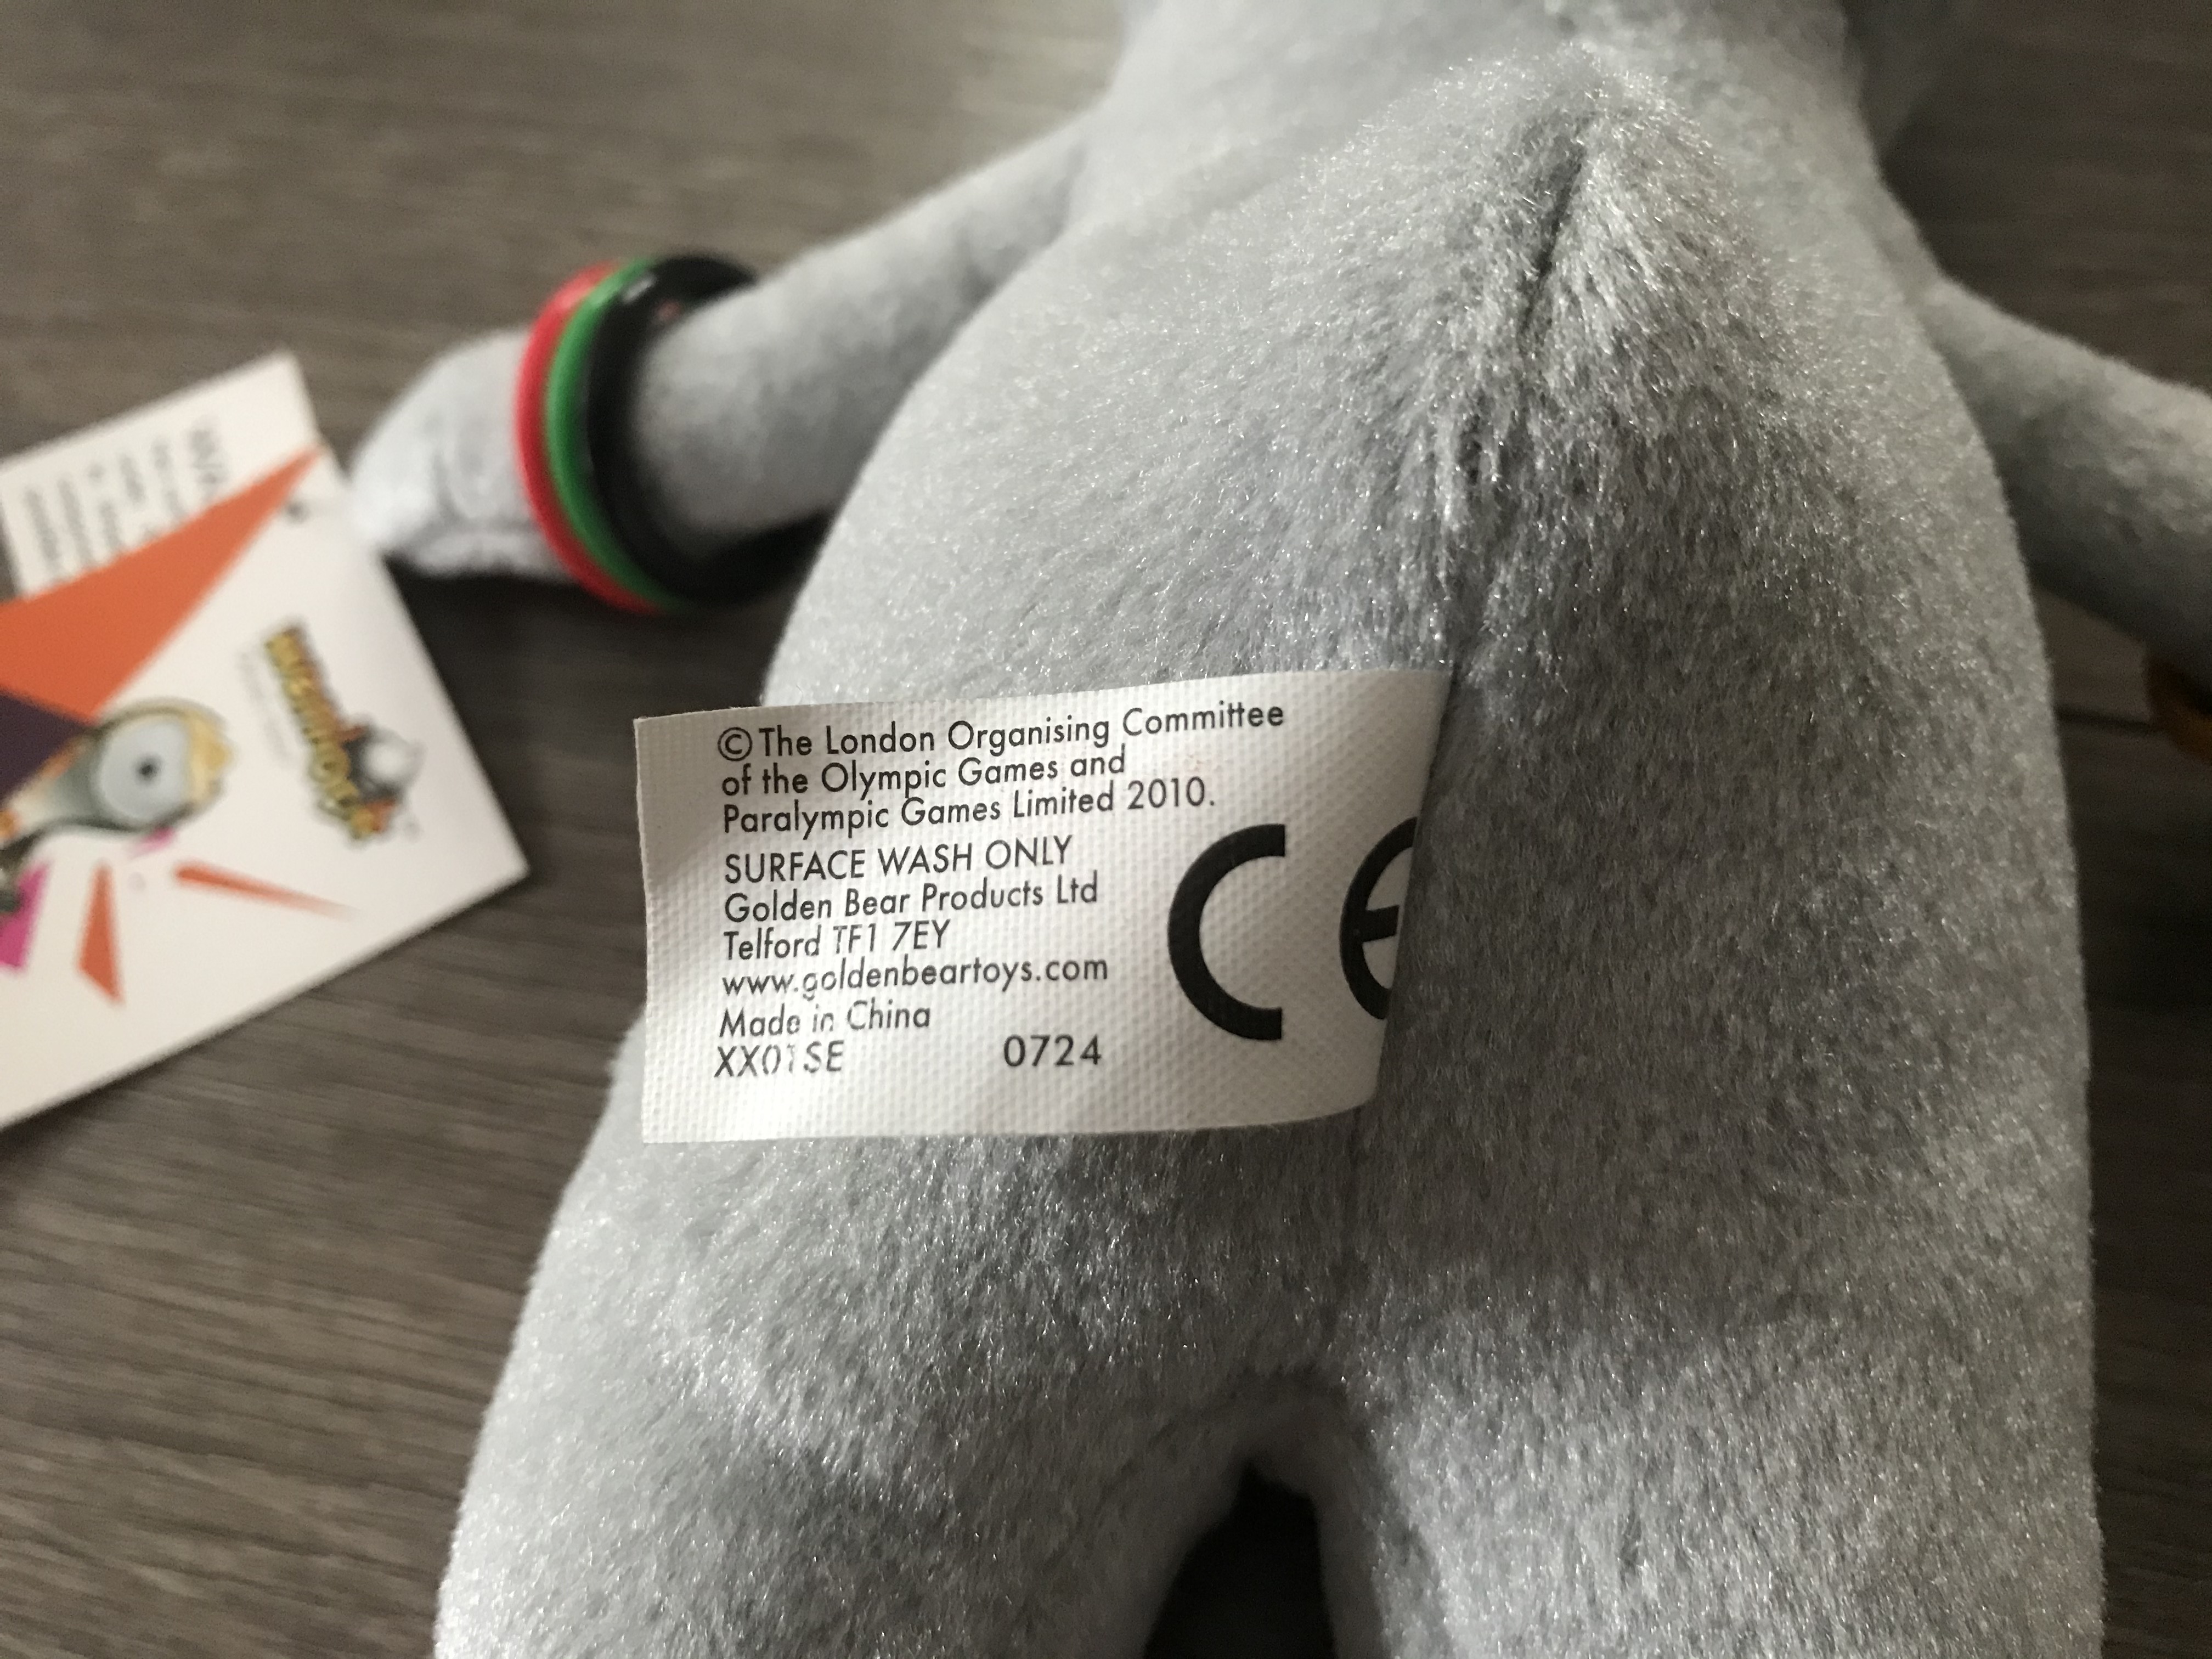 ©The London Organising Committee
of the Olympic Games and
Paralympic Games Limited 2010.
SURFACE WASH ONLY
Golden Bear Products Ltd
Telford TF1 7EY
www.goldenbeartoys.com
Made in China
XX01SE 0724
CE